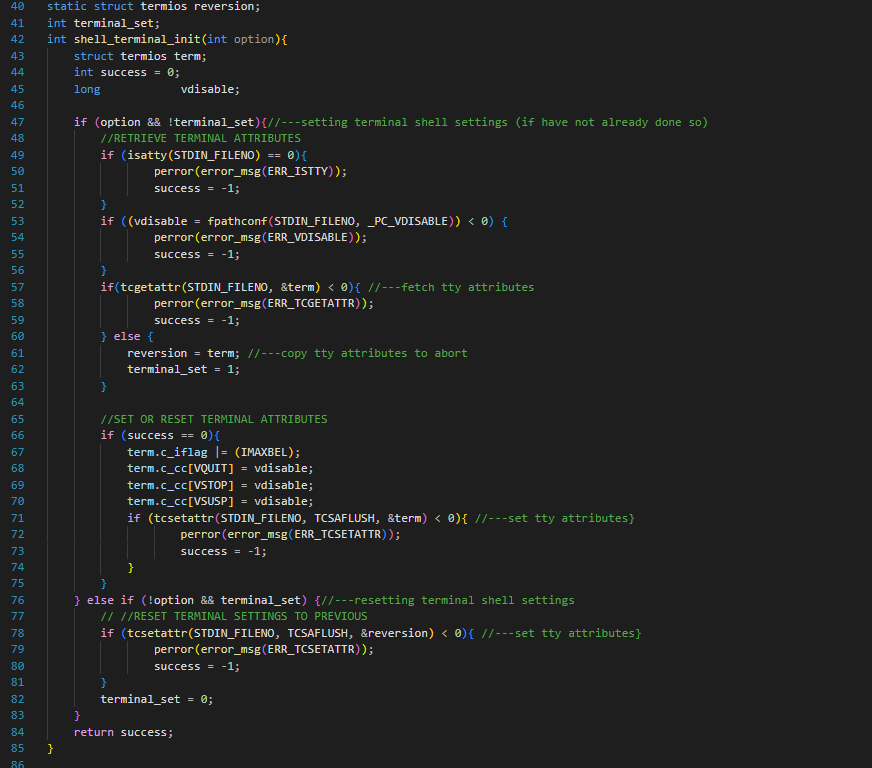 40 static struct termios reversion;
41 int terminal_set;
42 int shell_terminal_init(int option){
43     struct termios term;
44     int success = 0;
45     long            vdisable;
46
47     if (option && !terminal_set){//---setting terminal shell settings (if have not already done so)
48         //RETRIEVE TERMINAL ATTRIBUTES
49         if (isatty(STDIN_FILENO) == 0){
50                 perror(error_msg(ERR_ISTTY));
51                 success = -1;
52         }
53         if ((vdisable = fpathconf(STDIN_FILENO, _PC_VDISABLE)) < 0) {
54                 perror(error_msg(ERR_VDISABLE));
55                 success = -1;
56         }
57         if(tcgetattr(STDIN_FILENO, &term) < 0){ //---fetch tty attributes
58                 perror(error_msg(ERR_TCGETATTR));
59                 success = -1;
60         } else {
61             reversion = term; //---copy tty attributes to abort
62             terminal_set = 1;
63         }
64
65         //SET OR RESET TERMINAL ATTRIBUTES
66         if (success == 0){
67             term.c_iflag |= (IMAXBEL);
68             term.c_cc[VQUIT] = vdisable;
69             term.c_cc[VSTOP] = vdisable;
70             term.c_cc[VSUSP] = vdisable;
71             if (tcsetattr(STDIN_FILENO, TCSAFLUSH, &term) < 0){ //---set tty attributes}
72                     perror(error_msg(ERR_TCSETATTR));
73                     success = -1;
74             }
75         }
76     } else if (!option && terminal_set) {//---resetting terminal shell settings
77         // //RESET TERMINAL SETTINGS TO PREVIOUS
78         if (tcsetattr(STDIN_FILENO, TCSAFLUSH, &reversion) < 0){ //---set tty attributes}
79                 perror(error_msg(ERR_TCSETATTR));
80                 success = -1;
81         }
82         terminal_set = 0;
83     }
84     return success;
85 }
86